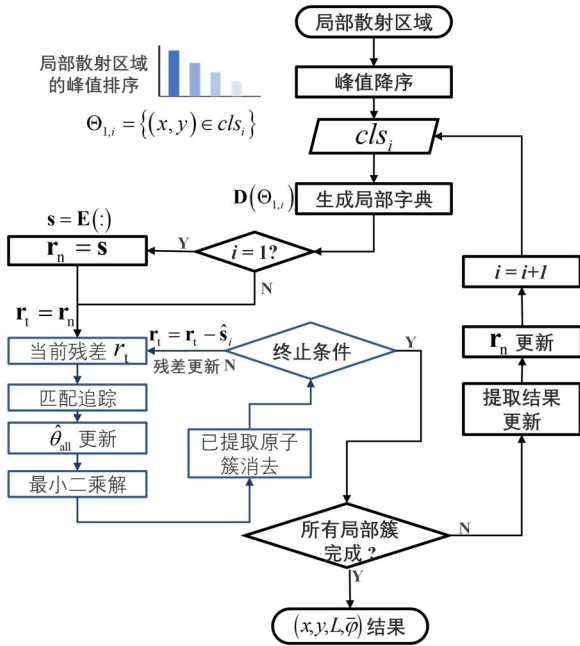 局部散射区域
局部散射区域
的峰值排序
峰值降序
Θ₁,ᵢ = {(x, y) ∈ clsᵢ}
clsᵢ
D(Θ₁,ᵢ)
生成局部字典
s = E(:)
rₙ = s
Y
i = 1?
N
i = i+1
rₜ = rₙ
当前残差 rₜ
rₜ = rₜ − ŝᵢ
残差更新 N
终止条件
Y
rₙ 更新
匹配追踪
提取结果
更新
θ̂ₐₗₗ 更新
已提取原子
簇消去
最小二乘解
所有局部簇
完成？
N
Y
(x, y, L, φ̄) 结果